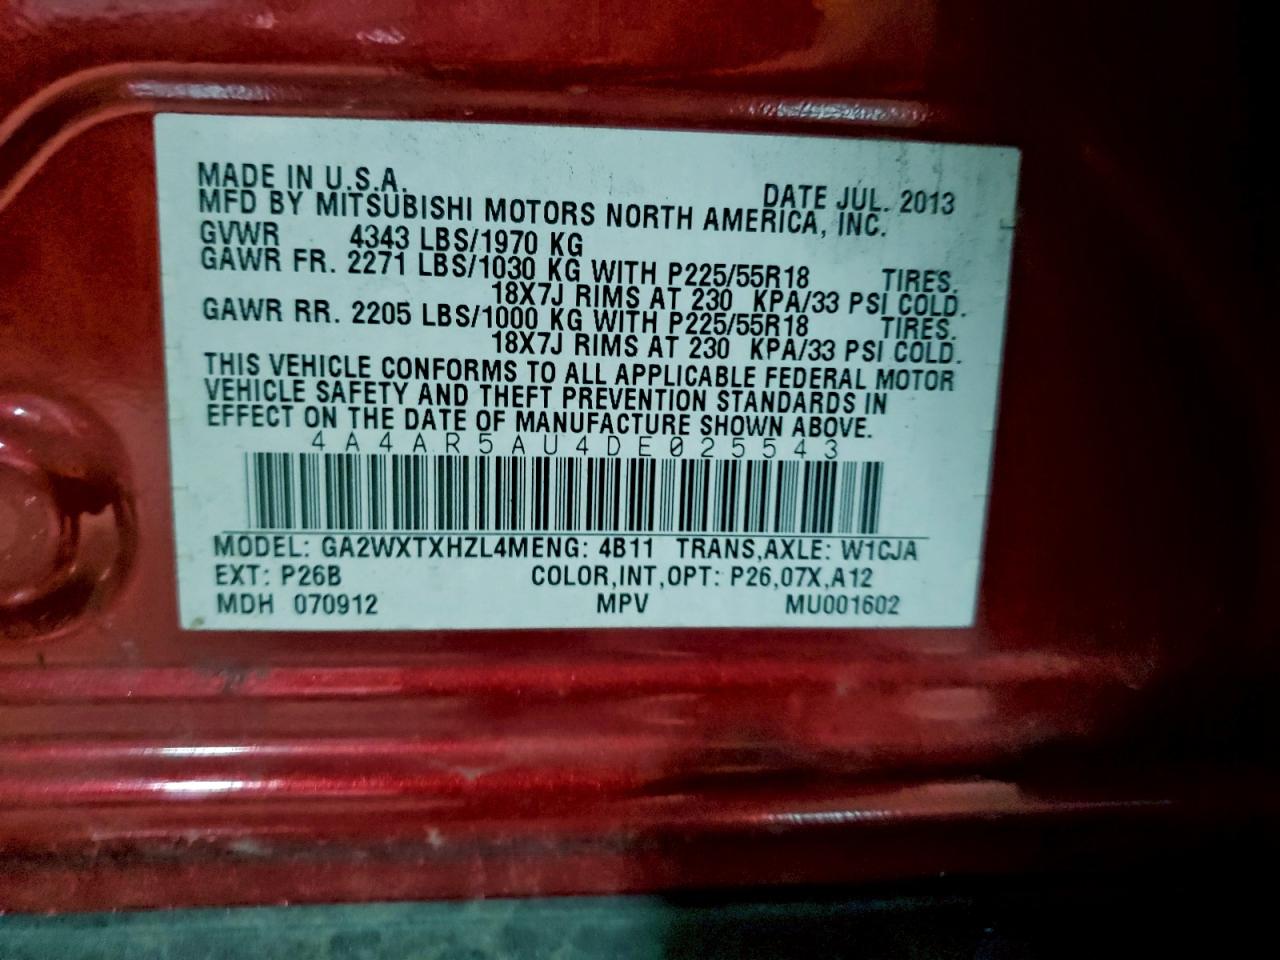 MADE IN U.S.A. DATE JUL. 2013
MFD BY MITSUBISHI MOTORS NORTH AMERICA, INC.
GVWR 4343 LBS/1970 KG
GAWR FR. 2271 LBS/1030 KG WITH P225/55R18 TIRES.
18X7J RIMS AT 230 KPA/33 PSI COLD.
GAWR RR. 2205 LBS/1000 KG WITH P225/55R18 TIRES.
18X7J RIMS AT 230 KPA/33 PSI COLD.
THIS VEHICLE CONFORMS TO ALL APPLICABLE FEDERAL MOTOR
VEHICLE SAFETY AND THEFT PREVENTION STANDARDS IN
EFFECT ON THE DATE OF MANUFACTURE SHOWN ABOVE.
4A4AR5AU4DE025543
MODEL: GA2WXTXHZL4MENG: 4B11 TRANS,AXLE: W1CJA
EXT: P26B COLOR,INT,OPT: P26,07X,A12
MDH 070912 MPV MU001602